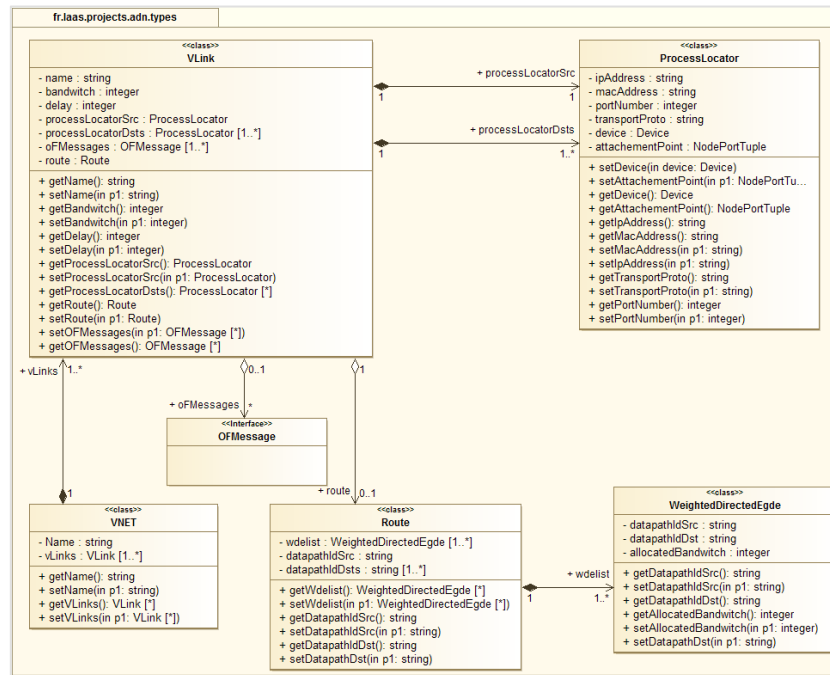 fr.laas.projects.adn.types
<<class>>
VLink
- name : string
- bandwitch : integer
- delay : integer
- processLocatorSrc : ProcessLocator
- processLocatorDsts : ProcessLocator [1..*]
- oFMessages : OFMessage [1..*]
- route : Route
+ getName(): string
+ setName(in p1: string)
+ getBandwitch(): integer
+ setBandwitch(in p1: integer)
+ getDelay(): integer
+ setDelay(in p1: integer)
+ getProcessLocatorSrc(): ProcessLocator
+ setProcessLocatorSrc(in p1: ProcessLocator)
+ getProcessLocatorDsts(): ProcessLocator [*]
+ getRoute(): Route
+ setRoute(in p1: Route)
+ setOFMessages(in p1: OFMessage [*])
+ getOFMessages(): OFMessage [*]
+ processLocatorSrc
1
1
+ processLocatorDsts
1
1..*
<<class>>
ProcessLocator
- ipAddress : string
- macAddress : string
- portNumber : integer
- transportProto : string
- device : Device
- attachementPoint : NodePortTuple
+ setDevice(in device: Device)
+ setAttachementPoint(in p1: NodePortTu...
+ getDevice(): Device
+ getAttachementPoint(): NodePortTuple
+ getIpAddress(): string
+ getMacAddress(): string
+ setMacAddress(in p1: string)
+ setIpAddress(in p1: string)
+ getTransportProto(): string
+ setTransportProto(in p1: string)
+ getPortNumber(): integer
+ setPortNumber(in p1: integer)
+ vLinks
1..*
0..1
1
+ oFMessages
*
<<Interface>>
OFMessage
1
+ route
0..1
<<class>>
VNET
- Name : string
- vLinks : VLink [1..*]
+ getName(): string
+ setName(in p1: string)
+ getVLinks(): VLink [*]
+ setVLinks(in p1: VLink [*])
<<class>>
Route
- wdelist : WeightedDirectedEgde [1..*]
- datapathIdSrc : string
- datapathIdDsts : string [1..*]
+ getWdelist(): WeightedDirectedEgde [*]
+ setWdelist(in p1: WeightedDirectedEgde [*])
+ getDatapathIdSrc(): string
+ setDatapathIdSrc(in p1: string)
+ getDatapathIdDst(): string
+ setDatapathDst(in p1: string)
+ wdelist
1
1..*
<<class>>
WeightedDirectedEgde
- datapathIdSrc : string
- datapathIdDst : string
- allocatedBandwitch : integer
+ getDatapathIdSrc(): string
+ setDatapathIdSrc(in p1: string)
+ getDatapathIdDst(): string
+ getAllocatedBandwitch(): integer
+ setAllocatedBandwitch(in p1: integer)
+ setDatapathDst(in p1: string)